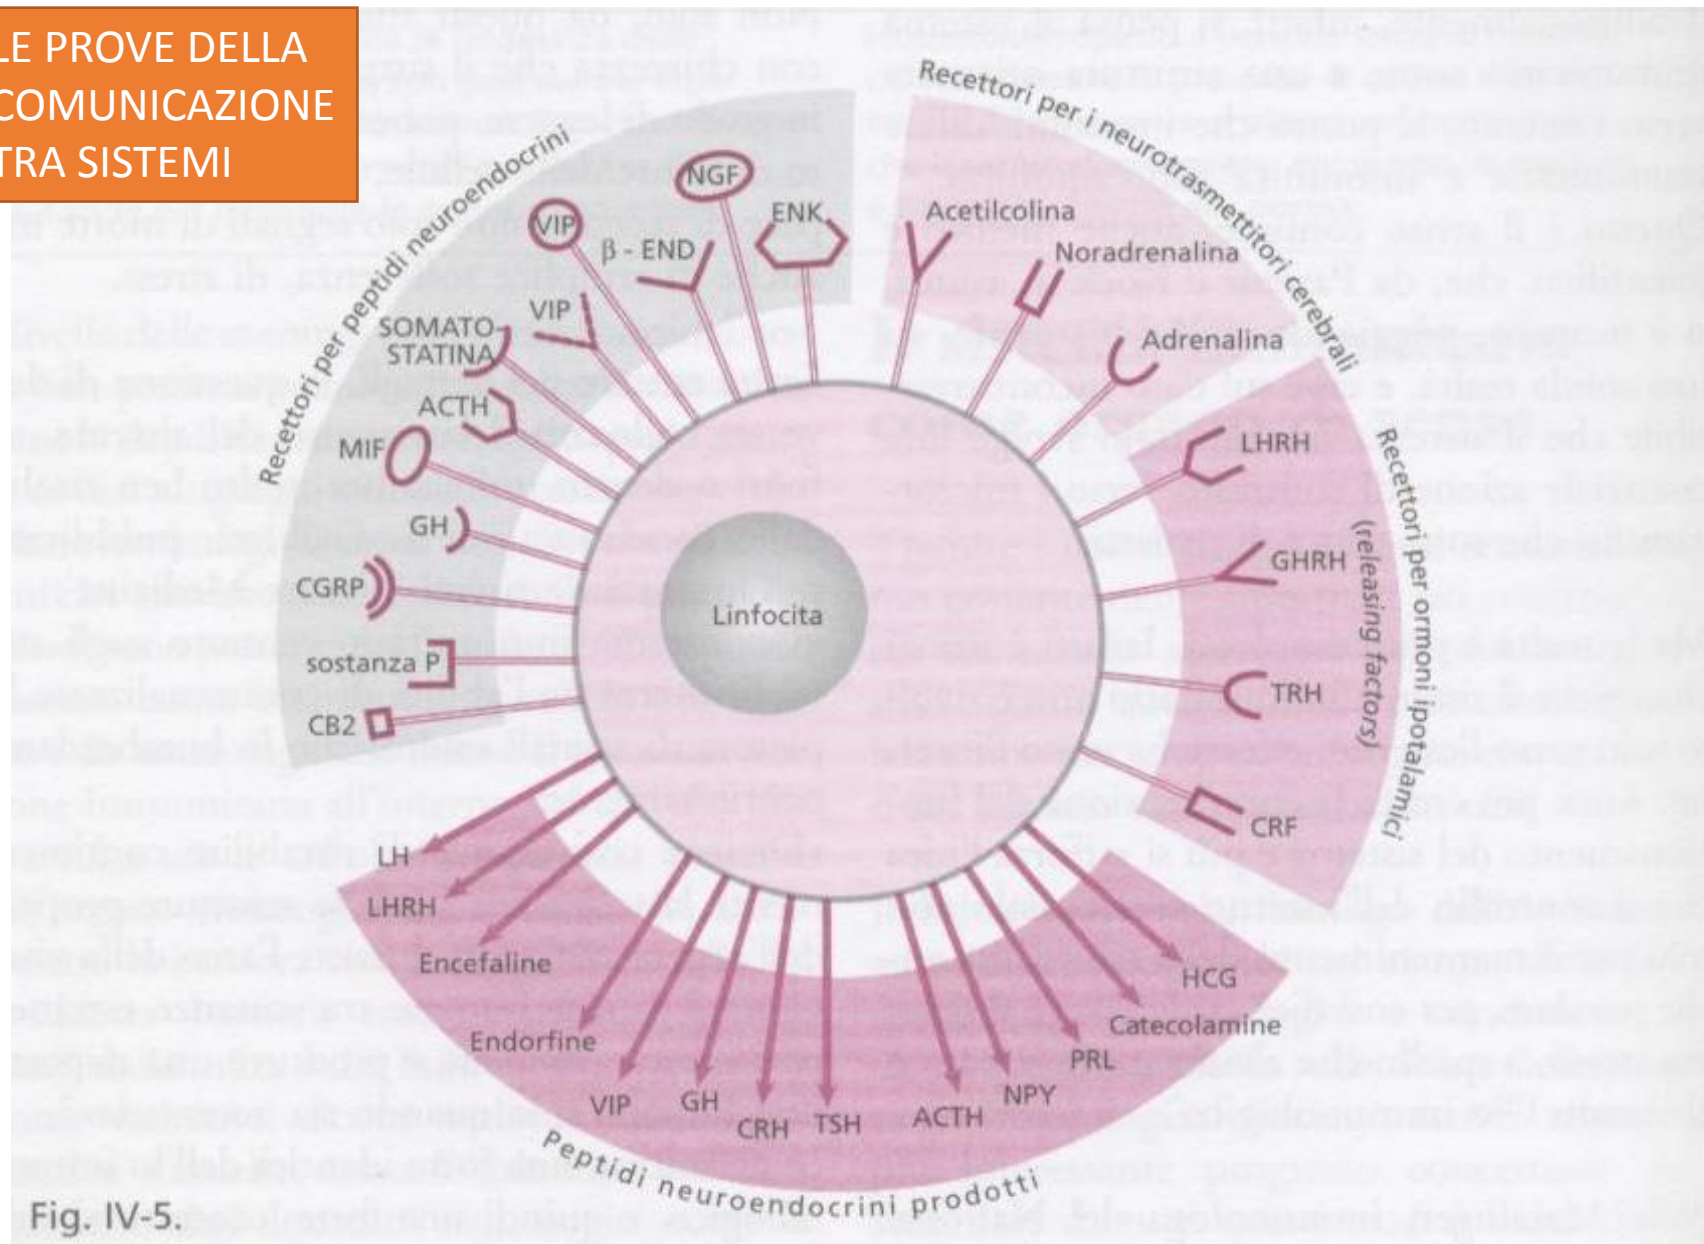 LE PROVE DELLA
COMUNICAZIONE
TRA SISTEMI
Recettori per peptidi neuroendocrini
NGF
VIP
ENK
β - END
VIP
SOMATO-
STATINA
ACTH
MIF
GH
CGRP
sostanza P
CB2
Recettori per i neurotrasmettitori cerebrali
Acetilcolina
Noradrenalina
Adrenalina
Recettori per ormoni ipotalamici
(releasing factors)
LHRH
GHRH
TRH
CRF
Linfocita
LH
LHRH
Encefaline
Endorfine
VIP
GH
CRH
TSH
ACTH
NPY
PRL
Catecolamine
HCG
Peptidi neuroendocrini prodotti
Fig. IV-5.